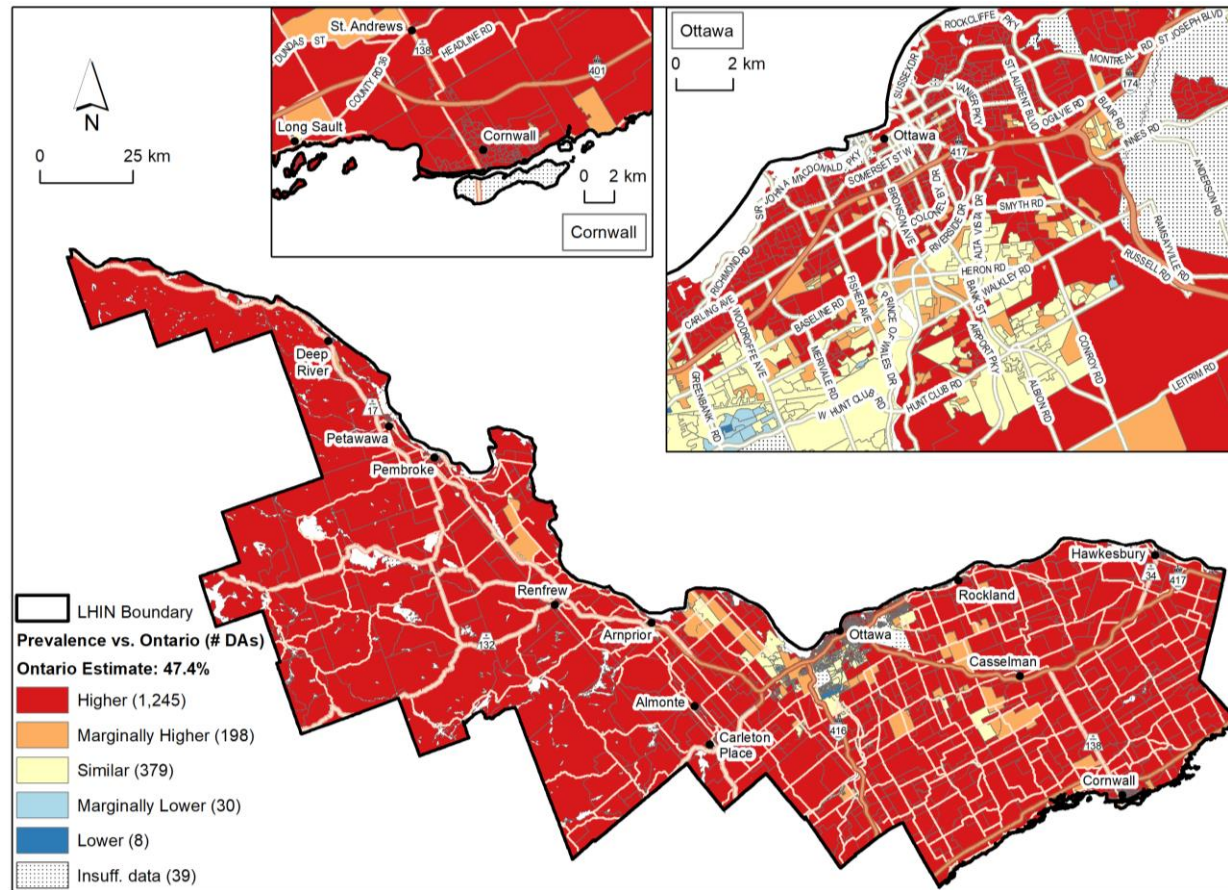 St. Andrews
DUNDAS ST
138
HEADLINE RD
COUNTY RD 36
401
Long Sault
Cornwall
0 2 km
Cornwall
N
0 25 km
Ottawa
0 2 km
ROCKCLIFFE PKY
SUSSEX DR
MONTREAL RD
ST JOSEPH BLVD
174
ST LAURENT BLVD
VANIER PKY
OGILVIE RD
BLAIR RD
INNES RD
Ottawa
417
SIR JOHN A MACDONALD PKY
SOMERSET ST W
ANDERSON RD
BRONSON AVE
COLONEL BY DR
RIVERSIDE DR
ALTA VISTA DR
SMYTH RD
RICHMOND RD
RAMSAYVILLE RD
RUSSELL RD
HERON RD
WALKLEY RD
CARLING AVE
WOODROFFE AVE
BASELINE RD
FISHER AVE
PRINCE OF WALES DR
BANK ST
AIRPORT PKY
MERIVALE RD
CONROY RD
GREENBANK RD
W HUNT CLUB RD
HUNT CLUB RD
ALBION RD
LEITRIM RD
Deep
River
17
Petawawa
Pembroke
Renfrew
132
Arnprior
Almonte
Carleton
Place
Ottawa
416
Rockland
Hawkesbury
34
417
Casselman
138
Cornwall
LHIN Boundary
Prevalence vs. Ontario (# DAs)
Ontario Estimate: 47.4%
Higher (1,245)
Marginally Higher (198)
Similar (379)
Marginally Lower (30)
Lower (8)
Insuff. data (39)